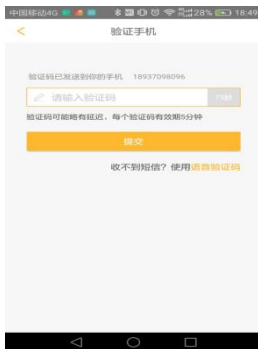 中国移动4G 28% 18:49
验证手机
验证码已发送到你的手机 18937098096
请输入验证码
验证码可能略有延迟，每个验证码有效期5分钟
提交
收不到短信？使用语音验证码